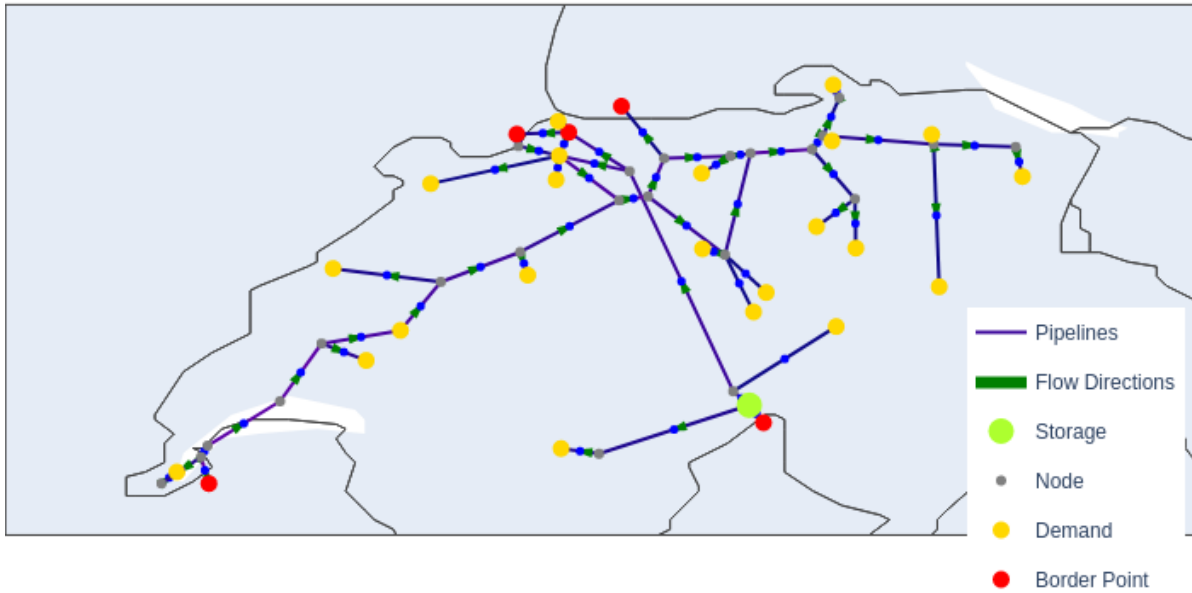 Pipelines
Flow Directions
Storage
Node
Demand
Border Point